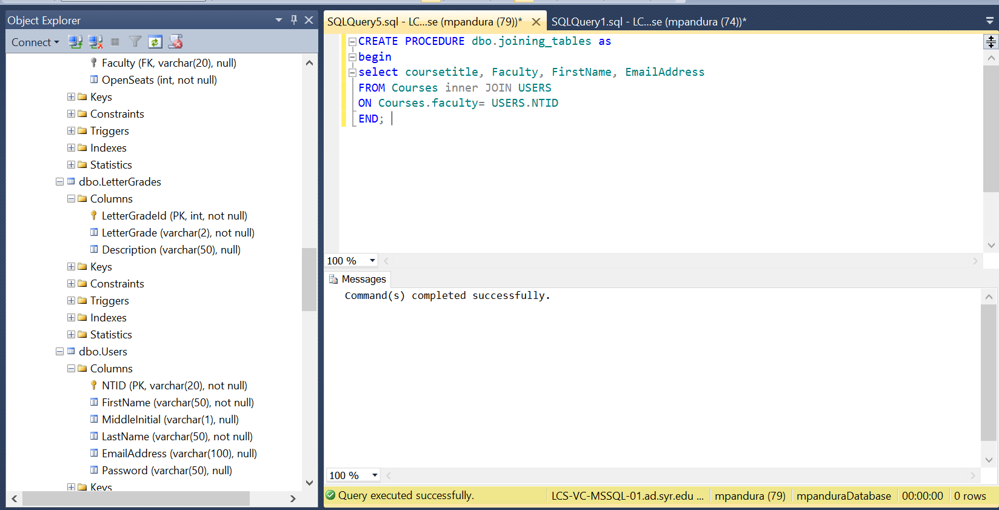 Object Explorer
Connect
Faculty (FK, varchar(20), null)
OpenSeats (int, not null)
Keys
Constraints
Triggers
Indexes
Statistics
dbo.LetterGrades
Columns
LetterGradeId (PK, int, not null)
LetterGrade (varchar(2), not null)
Description (varchar(50), null)
Keys
Constraints
Triggers
Indexes
Statistics
dbo.Users
Columns
NTID (PK, varchar(20), not null)
FirstName (varchar(50), not null)
MiddleInitial (varchar(1), null)
LastName (varchar(50), not null)
EmailAddress (varchar(100), null)
Password (varchar(50), null)
Keys
SQLQuery5.sql - LC...se (mpandura (79))*
SQLQuery1.sql - LC...se (mpandura (74))*
CREATE PROCEDURE dbo.joining_tables as
begin
select coursetitle, Faculty, FirstName, EmailAddress
FROM Courses inner JOIN USERS
ON Courses.faculty= USERS.NTID
END;
100 %
Messages
Command(s) completed successfully.
100 %
Query executed successfully.
LCS-VC-MSSQL-01.ad.syr.edu ...
mpandura (79)
mpanduraDatabase
00:00:00
0 rows